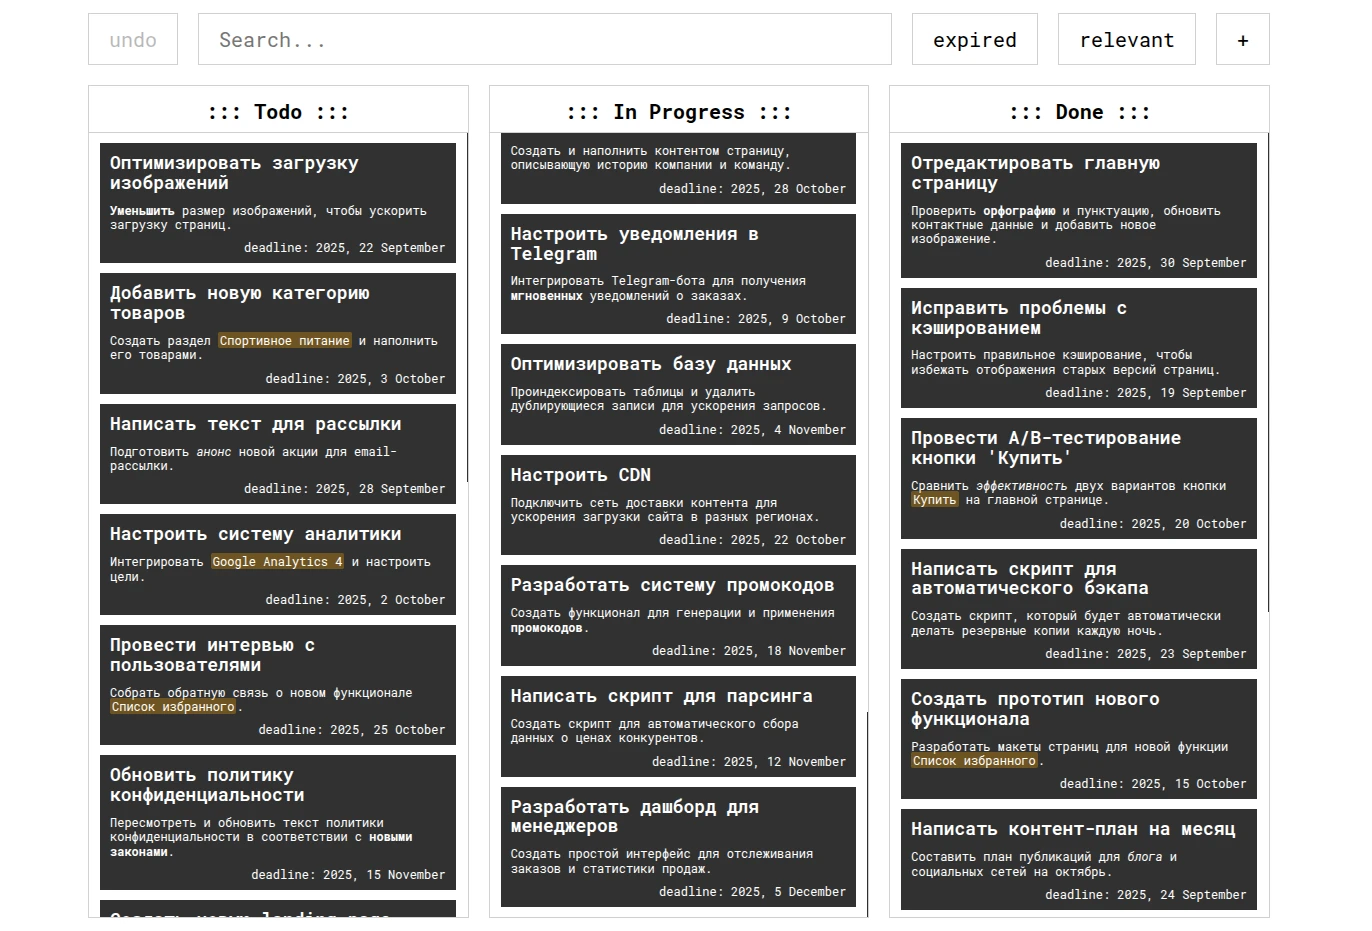 undo
Search...
expired
relevant
+
::: Todo :::
Оптимизировать загрузку
изображений
Уменьшить размер изображений, чтобы ускорить
загрузку страниц.
deadline: 2025, 22 September
Добавить новую категорию
товаров
Создать раздел Спортивное питание и наполнить
его товарами.
deadline: 2025, 3 October
Написать текст для рассылки
Подготовить анонс новой акции для email-
рассылки.
deadline: 2025, 28 September
Настроить систему аналитики
Интегрировать Google Analytics 4 и настроить
цели.
deadline: 2025, 2 October
Провести интервью с
пользователями
Собрать обратную связь о новом функционале
Список избранного.
deadline: 2025, 25 October
Обновить политику
конфиденциальности
Пересмотреть и обновить текст политики
конфиденциальности в соответствии с новыми
законами.
deadline: 2025, 15 November
Создать новую landing page
::: In Progress :::
Создать и наполнить контентом страницу,
описывающую историю компании и команду.
deadline: 2025, 28 October
Настроить уведомления в
Telegram
Интегрировать Telegram-бота для получения
мгновенных уведомлений о заказах.
deadline: 2025, 9 October
Оптимизировать базу данных
Проиндексировать таблицы и удалить
дублирующиеся записи для ускорения запросов.
deadline: 2025, 4 November
Настроить CDN
Подключить сеть доставки контента для
ускорения загрузки сайта в разных регионах.
deadline: 2025, 22 October
Разработать систему промокодов
Создать функционал для генерации и применения
промокодов.
deadline: 2025, 18 November
Написать скрипт для парсинга
Создать скрипт для автоматического сбора
данных о ценах конкурентов.
deadline: 2025, 12 November
Разработать дашборд для
менеджеров
Создать простой интерфейс для отслеживания
заказов и статистики продаж.
deadline: 2025, 5 December
::: Done :::
Отредактировать главную
страницу
Проверить орфографию и пунктуацию, обновить
контактные данные и добавить новое
изображение.
deadline: 2025, 30 September
Исправить проблемы с
кэшированием
Настроить правильное кэширование, чтобы
избежать отображения старых версий страниц.
deadline: 2025, 19 September
Провести A/B-тестирование
кнопки 'Купить'
Сравнить эффективность двух вариантов кнопки
Купить на главной странице.
deadline: 2025, 20 October
Написать скрипт для
автоматического бэкапа
Создать скрипт, который будет автоматически
делать резервные копии каждую ночь.
deadline: 2025, 23 September
Создать прототип нового
функционала
Разработать макеты страниц для новой функции
Список избранного.
deadline: 2025, 15 October
Написать контент-план на месяц
Составить план публикаций для блога и
социальных сетей на октябрь.
deadline: 2025, 24 September